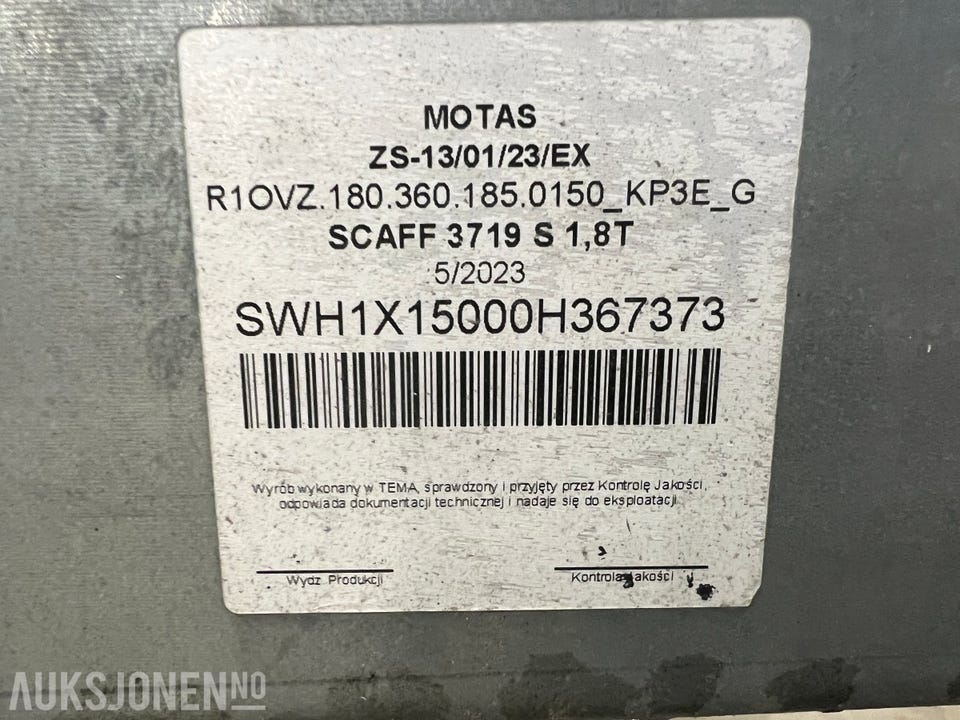 MOTAS
ZS-13/01/23/EX
R1OVZ.180.360.185.0150_KP3E_G
SCAFF 3719 S 1,8T
5/2023
SWH1X15000H367373
Wyrób wykonany w TEMA, sprawdzony i przyjęty przez Kontrolę Jakości,
odpowiada dokumentacji technicznej i nadaje się do eksploatacji.
Wydz. Produkcji
Kontrola Jakości
AUKSJONEN.NO